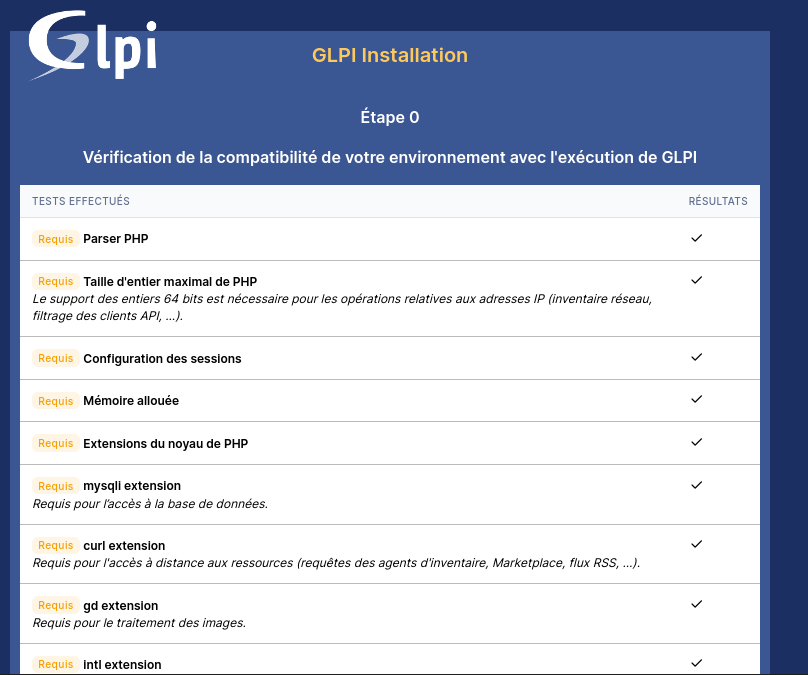 Glpi
GLPI Installation
Étape 0
Vérification de la compatibilité de votre environnement avec l'exécution de GLPI
TESTS EFFECTUÉS RÉSULTATS
Requis Parser PHP
Requis Taille d'entier maximal de PHP
Le support des entiers 64 bits est nécessaire pour les opérations relatives aux adresses IP (inventaire réseau,
filtrage des clients API, ...).
Requis Configuration des sessions
Requis Mémoire allouée
Requis Extensions du noyau de PHP
Requis mysqli extension
Requis pour l'accès à la base de données.
Requis curl extension
Requis pour l'accès à distance aux ressources (requêtes des agents d'inventaire, Marketplace, flux RSS, ...).
Requis gd extension
Requis pour le traitement des images.
Requis intl extension